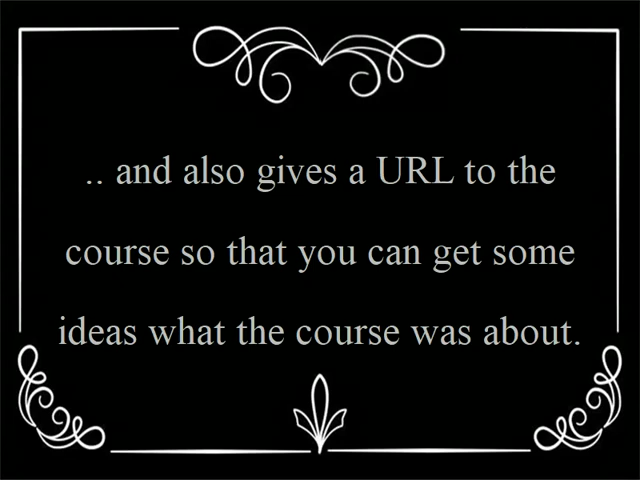 .. and also gives a URL to the
course so that you can get some
ideas what the course was about.